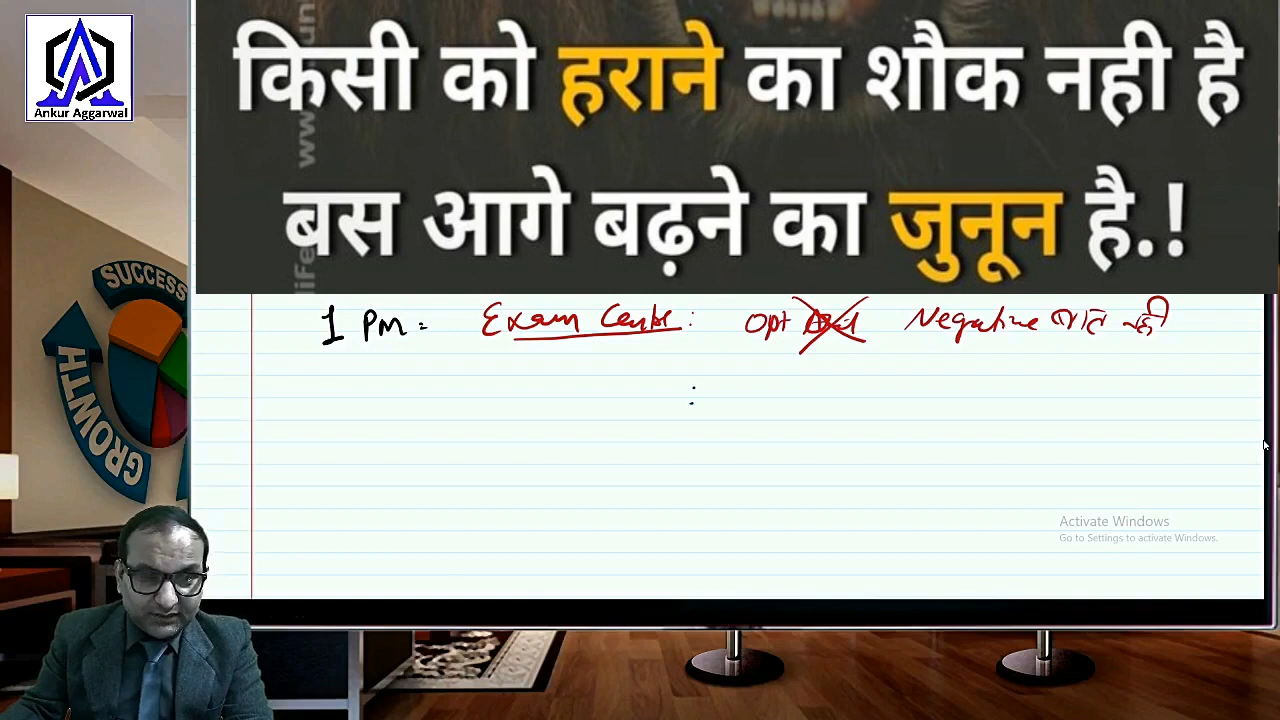 किसी को हराने का शौक नही है
बस आगे बढ़ने का जुनून है.!
Ankur Aggarwal
SUCCESS
GROWTH
1 PM = Exam Centre : Opt Negative बात नही
:
Activate Windows
Go to Settings to activate Windows.